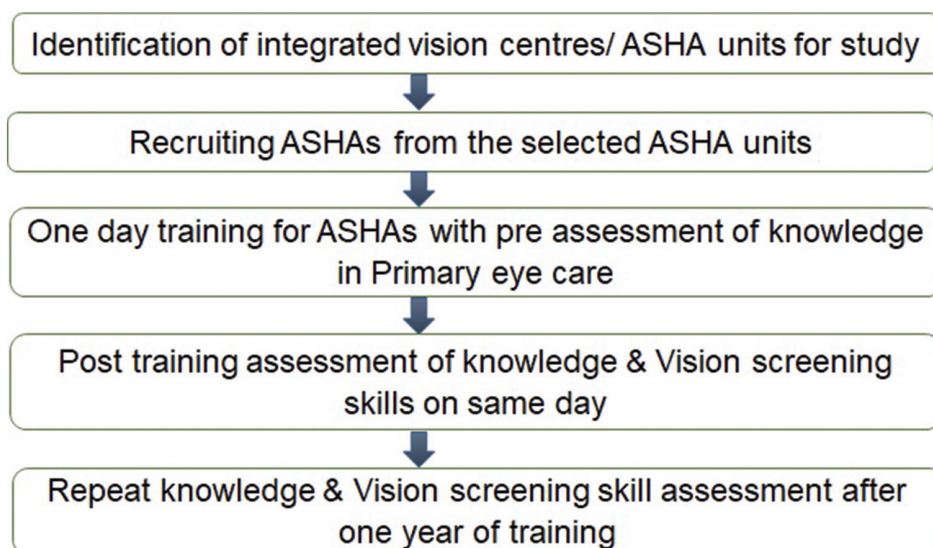 Identification of integrated vision centres/ ASHA units for study
Recruiting ASHAs from the selected ASHA units
One day training for ASHAs with pre assessment of knowledge
in Primary eye care
Post training assessment of knowledge & Vision screening
skills on same day
Repeat knowledge & Vision screening skill assessment after
one year of training